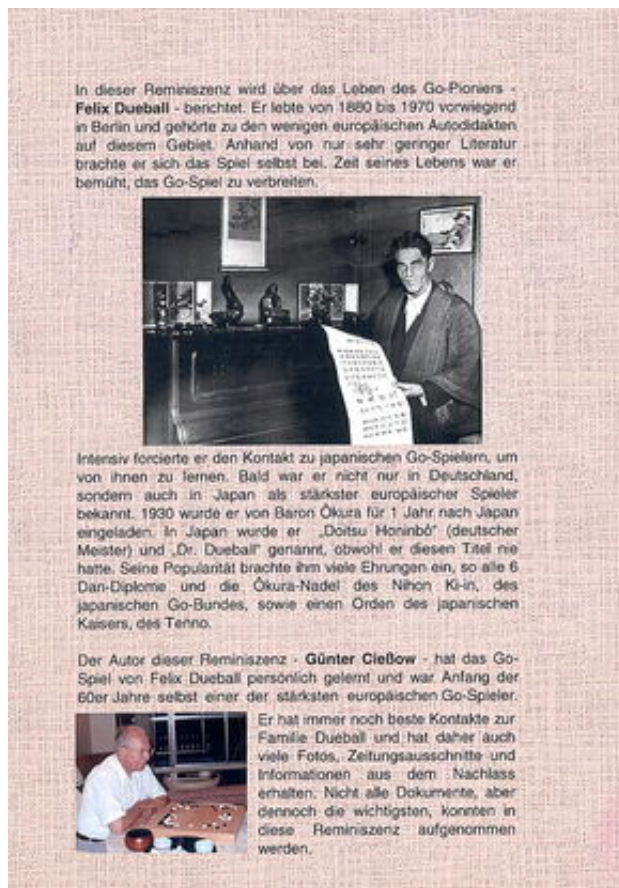 In dieser Reminiszenz wird über das Leben des Go-Pioniers -
Felix Dueball - berichtet. Er lebte von 1880 bis 1970 vorwiegend
in Berlin und gehörte zu den wenigen europäischen Autodidakten
auf diesem Gebiet. Anhand von nur sehr geringer Literatur
brachte er sich das Spiel selbst bei. Zeit seines Lebens war er
bemüht, das Go-Spiel zu verbreiten.
Intensiv forcierte er den Kontakt zu japanischen Go-Spielern, um
von ihnen zu lernen. Bald war er nicht nur in Deutschland,
sondern auch in Japan als stärkster europäischer Spieler
bekannt. 1930 wurde er von Baron Ôkura für 1 Jahr nach Japan
eingeladen. In Japan wurde er „Doitsu Honinbô" (deutscher
Meister) und „Dr. Dueball" genannt, obwohl er diesen Titel nie
hatte. Seine Popularität brachte ihm viele Ehrungen ein, so alle 6
Dan-Diplome und die Ôkura-Nadel des Nihon Ki-in, des
japanischen Go-Bundes, sowie einen Orden des japanischen
Kaisers, des Tenno.
Der Autor dieser Reminiszenz - Günter Cießow - hat das Go-
Spiel von Felix Dueball persönlich gelernt und war Anfang der
60er Jahre selbst einer der stärksten europäischen Go-Spieler.
Er hat immer noch beste Kontakte zur
Familie Dueball und hat daher auch
viele Fotos, Zeitungsausschnitte und
Informationen aus dem Nachlass
erhalten. Nicht alle Dokumente, aber
dennoch die wichtigsten, konnten in
diese Reminiszenz aufgenommen
werden.